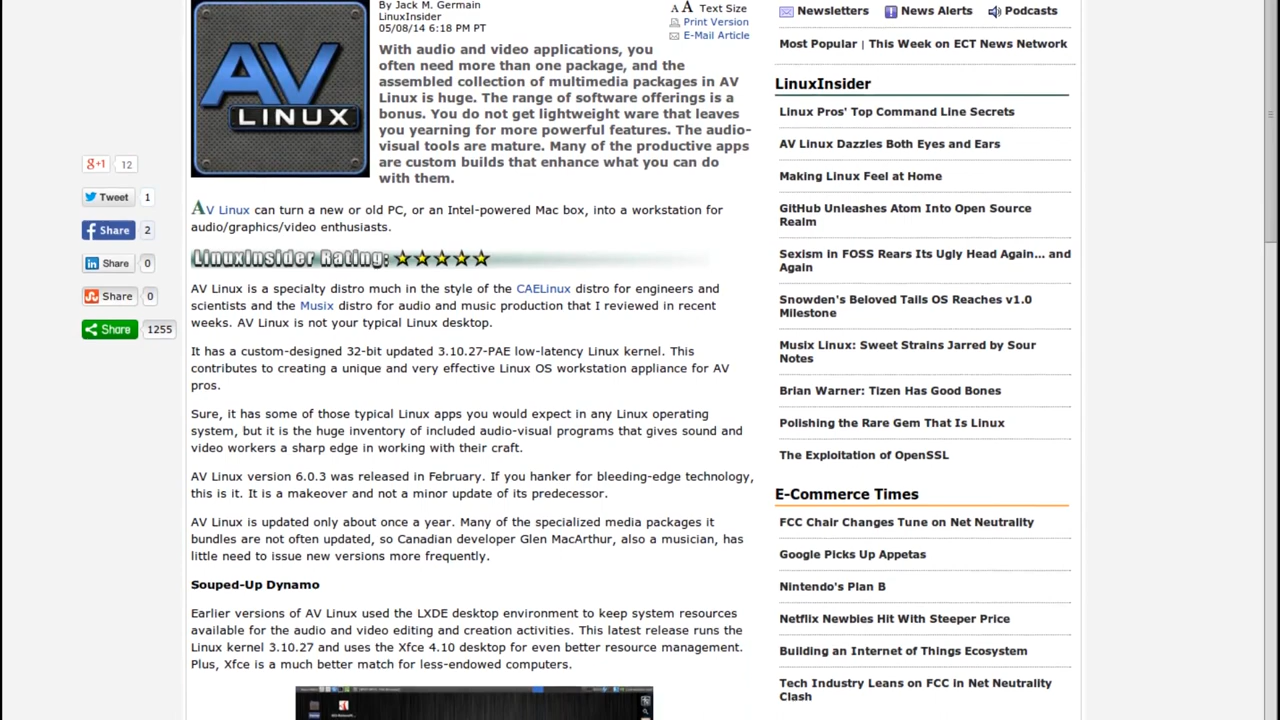 By Jack M. Germain
LinuxInsider
05/08/14 6:18 PM PT
A A Text Size
Print Version
E-Mail Article
AV
LINUX
With audio and video applications, you
often need more than one package, and the
assembled collection of multimedia packages in AV
Linux is huge. The range of software offerings is a
bonus. You do not get lightweight ware that leaves
you yearning for more powerful features. The audio-
visual tools are mature. Many of the productive apps
are custom builds that enhance what you can do
with them.
g+1 12
Tweet 1
Share 2
Share 0
Share 0
Share 1255
AV Linux can turn a new or old PC, or an Intel-powered Mac box, into a workstation for
audio/graphics/video enthusiasts.
LinuxInsider Rating:
AV Linux is a specialty distro much in the style of the CAELinux distro for engineers and
scientists and the Musix distro for audio and music production that I reviewed in recent
weeks. AV Linux is not your typical Linux desktop.
It has a custom-designed 32-bit updated 3.10.27-PAE low-latency Linux kernel. This
contributes to creating a unique and very effective Linux OS workstation appliance for AV
pros.
Sure, it has some of those typical Linux apps you would expect in any Linux operating
system, but it is the huge inventory of included audio-visual programs that gives sound and
video workers a sharp edge in working with their craft.
AV Linux version 6.0.3 was released in February. If you hanker for bleeding-edge technology,
this is it. It is a makeover and not a minor update of its predecessor.
AV Linux is updated only about once a year. Many of the specialized media packages it
bundles are not often updated, so Canadian developer Glen MacArthur, also a musician, has
little need to issue new versions more frequently.
Souped-Up Dynamo
Earlier versions of AV Linux used the LXDE desktop environment to keep system resources
available for the audio and video editing and creation activities. This latest release runs the
Linux kernel 3.10.27 and uses the Xfce 4.10 desktop for even better resource management.
Plus, Xfce is a much better match for less-endowed computers.
Newsletters News Alerts Podcasts
Most Popular | This Week on ECT News Network
LinuxInsider
Linux Pros' Top Command Line Secrets
AV Linux Dazzles Both Eyes and Ears
Making Linux Feel at Home
GitHub Unleashes Atom Into Open Source
Realm
Sexism in FOSS Rears Its Ugly Head Again... and
Again
Snowden's Beloved Tails OS Reaches v1.0
Milestone
Musix Linux: Sweet Strains Jarred by Sour
Notes
Brian Warner: Tizen Has Good Bones
Polishing the Rare Gem That Is Linux
The Exploitation of OpenSSL
E-Commerce Times
FCC Chair Changes Tune on Net Neutrality
Google Picks Up Appetas
Nintendo's Plan B
Netflix Newbies Hit With Steeper Price
Building an Internet of Things Ecosystem
Tech Industry Leans on FCC in Net Neutrality
Clash